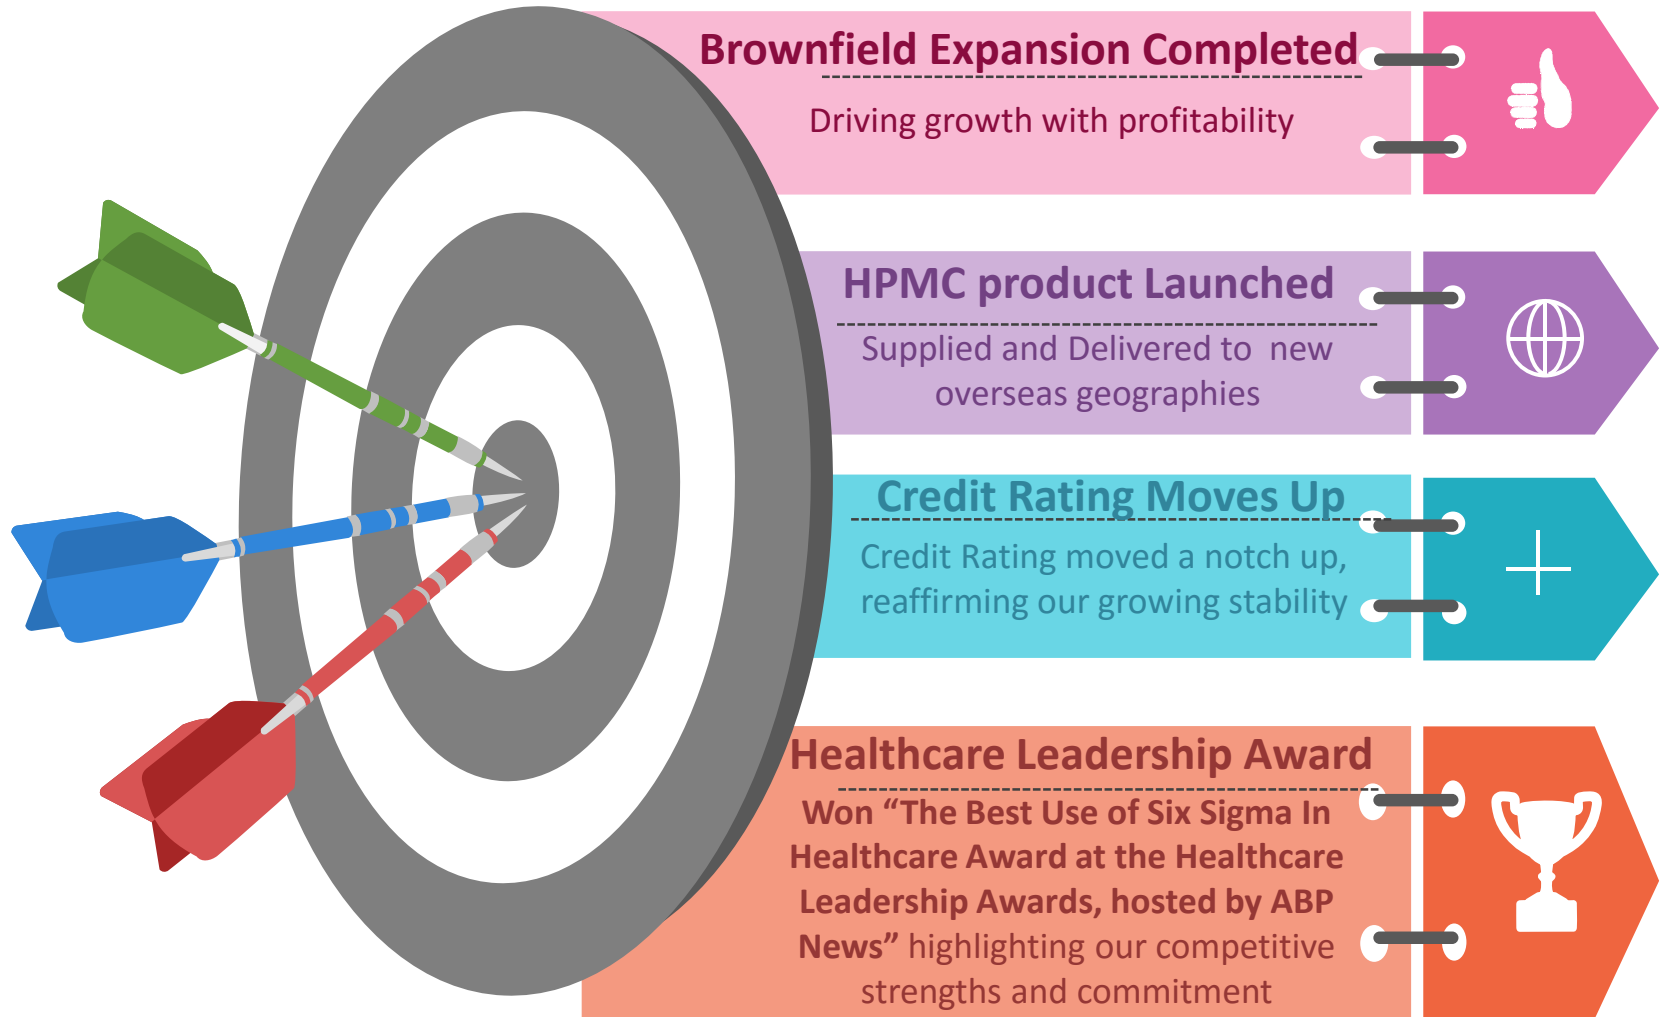 Brownfield Expansion Completed
Driving growth with profitability
HPMC product Launched
Supplied and Delivered to new
overseas geographies
Credit Rating Moves Up
Credit Rating moved a notch up,
reaffirming our growing stability
Healthcare Leadership Award
Won “The Best Use of Six Sigma In
Healthcare Award at the Healthcare
Leadership Awards, hosted by ABP
News” highlighting our competitive
strengths and commitment